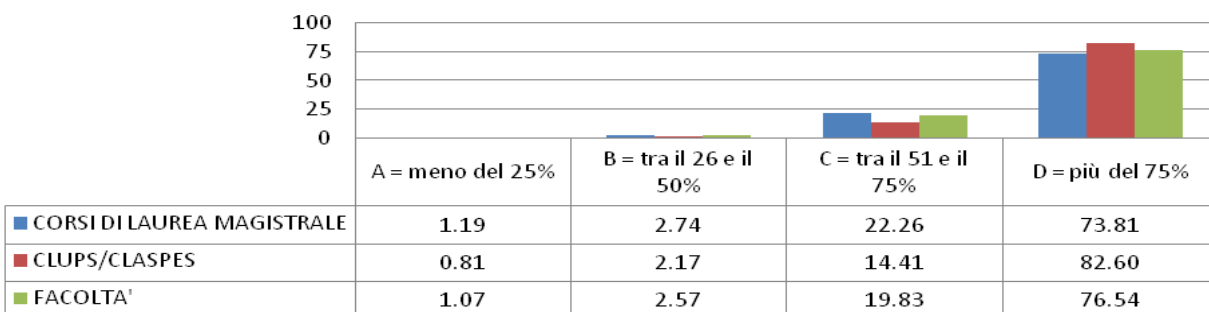 100
75
50
25
0
A = meno del 25%
B = tra il 26 e il
50%
C = tra il 51 e il
75%
D = più del 75%
CORSI DI LAUREA MAGISTRALE 1.19 2.74 22.26 73.81
CLUPS/CLASPES 0.81 2.17 14.41 82.60
FACOLTA' 1.07 2.57 19.83 76.54